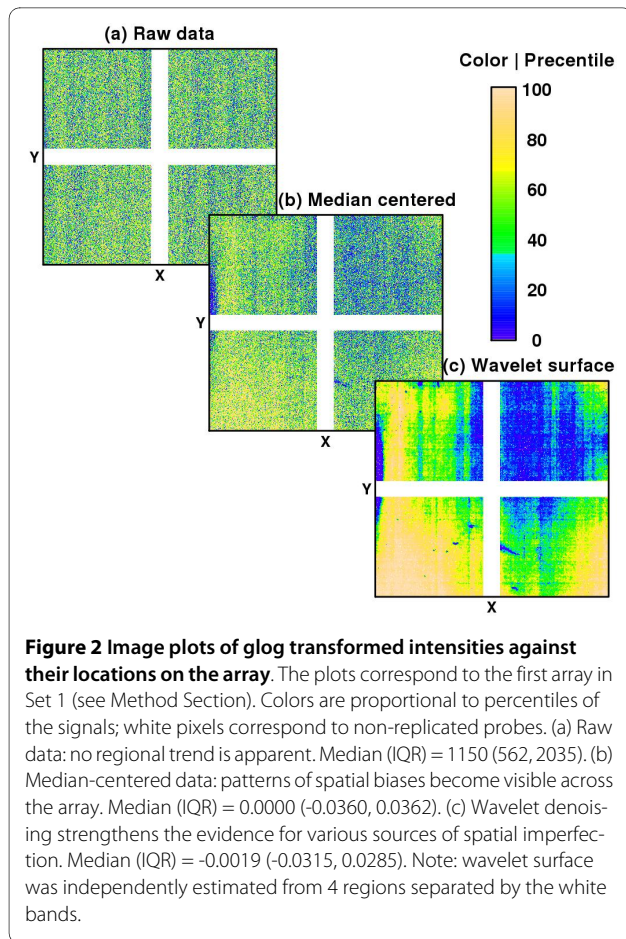 (a) Raw data
Color | Precentile
100
80
60
40
20
0
Y
X
(b) Median centered
Y
X
(c) Wavelet surface
Y
X
Figure 2 Image plots of glog transformed intensities against
their locations on the array. The plots correspond to the first array in
Set 1 (see Method Section). Colors are proportional to percentiles of
the signals; white pixels correspond to non-replicated probes. (a) Raw
data: no regional trend is apparent. Median (IQR) = 1150 (562, 2035). (b)
Median-centered data: patterns of spatial biases become visible across
the array. Median (IQR) = 0.0000 (-0.0360, 0.0362). (c) Wavelet denois-
ing strengthens the evidence for various sources of spatial imperfec-
tion. Median (IQR) = -0.0019 (-0.0315, 0.0285). Note: wavelet surface
was independently estimated from 4 regions separated by the white
bands.